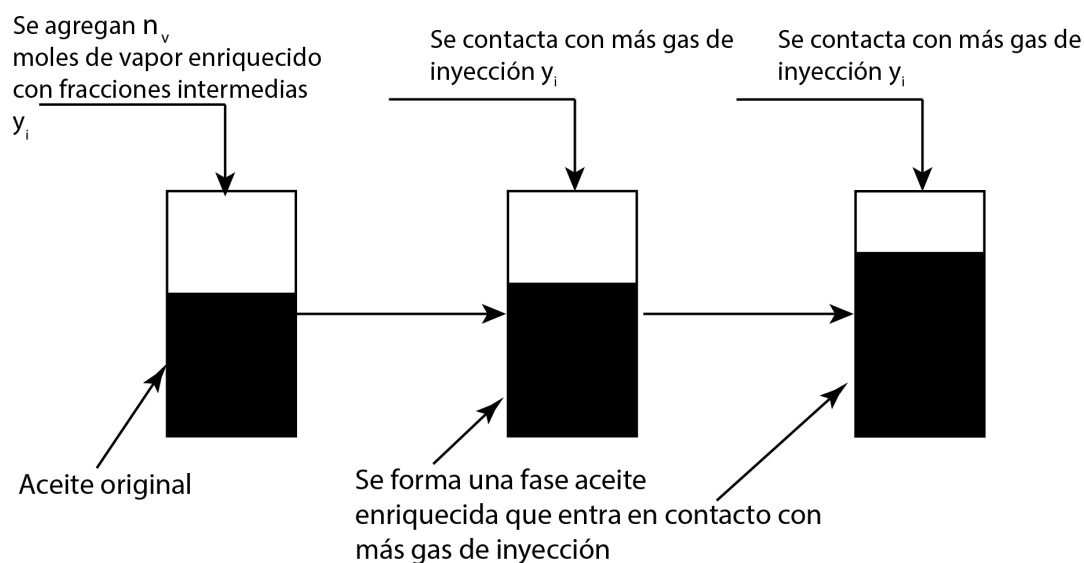 Se agregan n_v
moles de vapor enriquecido
con fracciones intermedias
y_i
Se contacta con más gas de
inyección y_i
Se contacta con más gas de
inyección y_i
Aceite original
Se forma una fase aceite
enriquecida que entra en contacto con
más gas de inyección